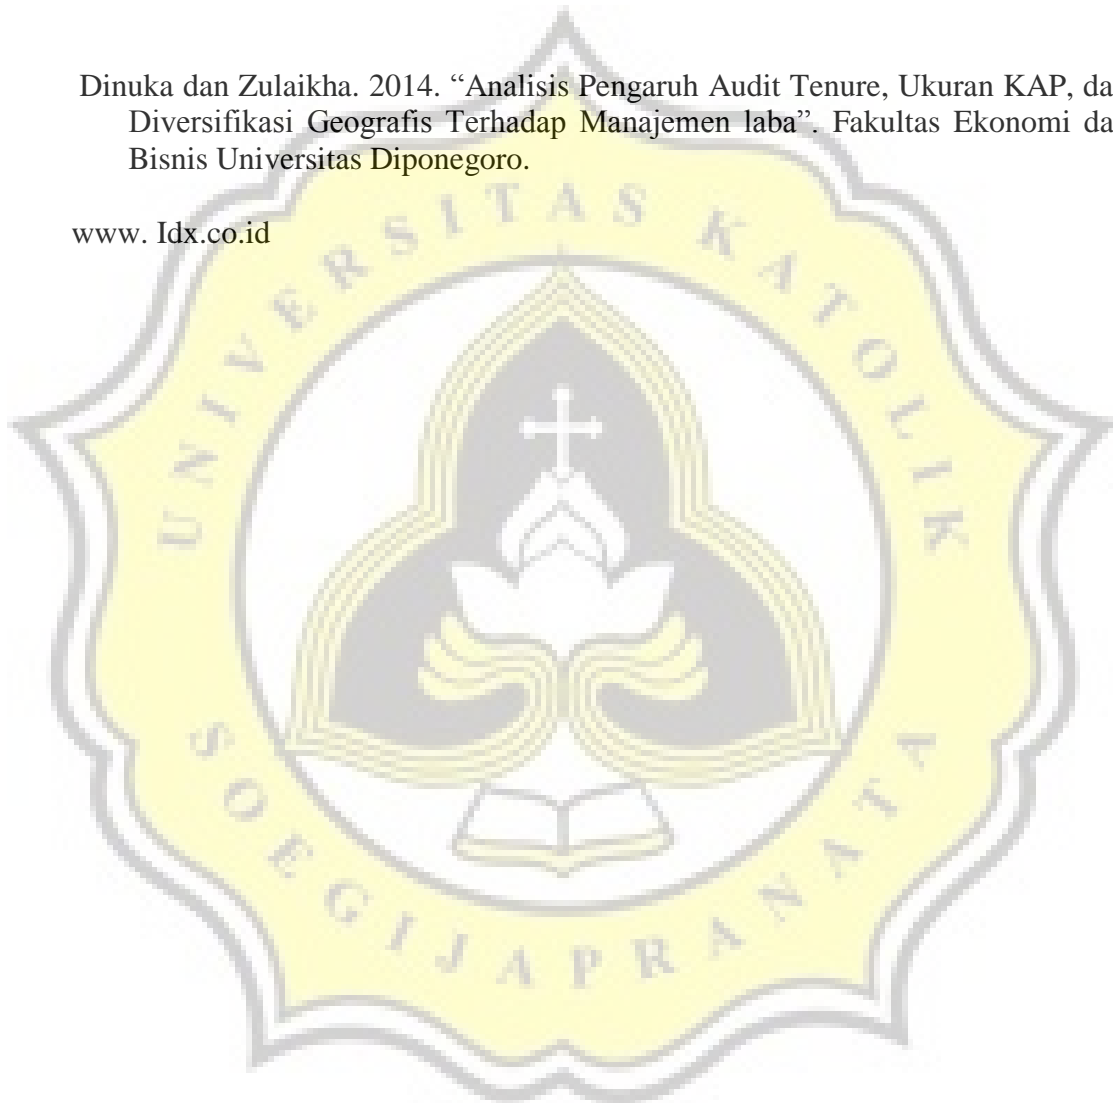 Dinuka dan Zulaikha. 2014. “Analisis Pengaruh Audit Tenure, Ukuran KAP, da
Diversifikasi Geografis Terhadap Manajemen laba”. Fakultas Ekonomi da
Bisnis Universitas Diponegoro.
www. Idx.co.id
UNIVERSITAS KATOLIK
SOEGIJAPRANATA